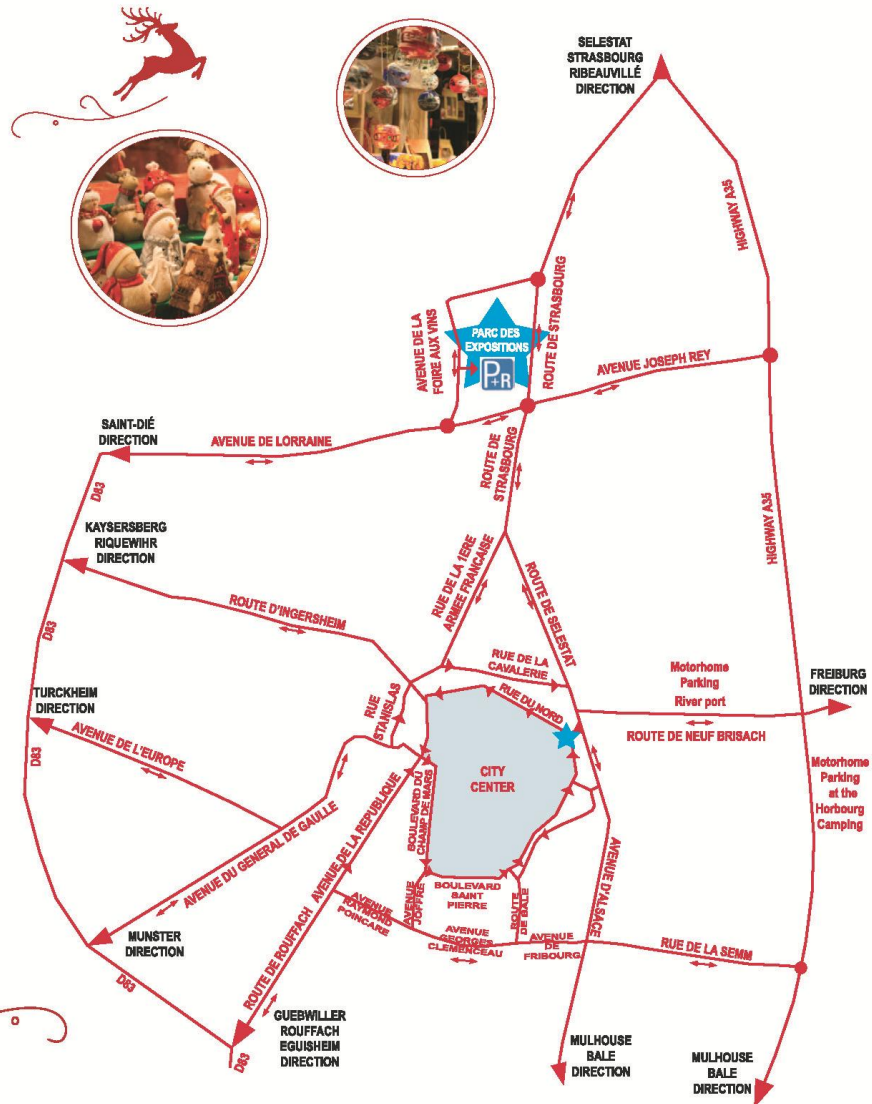 SELESTAT
STRASBOURG
RIBEAUVILLÉ
DIRECTION
HIGHWAY A35
ROUTE DE STRASBOURG
AVENUE DE LA
FOIRE AUX VINS
PARC DES
EXPOSITIONS
P+R
AVENUE JOSEPH REY
SAINT-DIÉ
DIRECTION
AVENUE DE LORRAINE
ROUTE DE
STRASBOURG
D83
HIGHWAY A35
KAYSERSBERG
RIQUEWIHR
DIRECTION
RUE DE LA 1ERE
ARMEE FRANCAISE
ROUTE DE SELESTAT
ROUTE D'INGERSHEIM
D83
RUE DE LA
CAVALERIE
RUE
STANISLAS
RUE DU NORD
Motorhome
Parking
River port
FREIBURG
DIRECTION
TURCKHEIM
DIRECTION
ROUTE DE NEUF BRISACH
AVENUE DE L'EUROPE
D83
CITY
CENTER
BOULEVARD DU
CHAMP DE MARS
Motorhome
Parking
at the
Horbourg
Camping
AVENUE DU GENERAL DE GAULLE
AVENUE DE LA REPUBLIQUE
AVENUE D'ALSACE
BOULEVARD
SAINT
PIERRE
AVENUE
JOFFRE
ROUTE
DE BALE
AVENUE
RAYMOND
POINCARE
AVENUE
GEORGES
CLEMENCEAU
AVENUE
DE
FRIBOURG
RUE DE LA SEMM
MUNSTER
DIRECTION
ROUTE DE ROUFFACH
D83
GUEBWILLER
ROUFFACH
EGUISHEIM
DIRECTION
D83
MULHOUSE
BALE
DIRECTION
MULHOUSE
BALE
DIRECTION